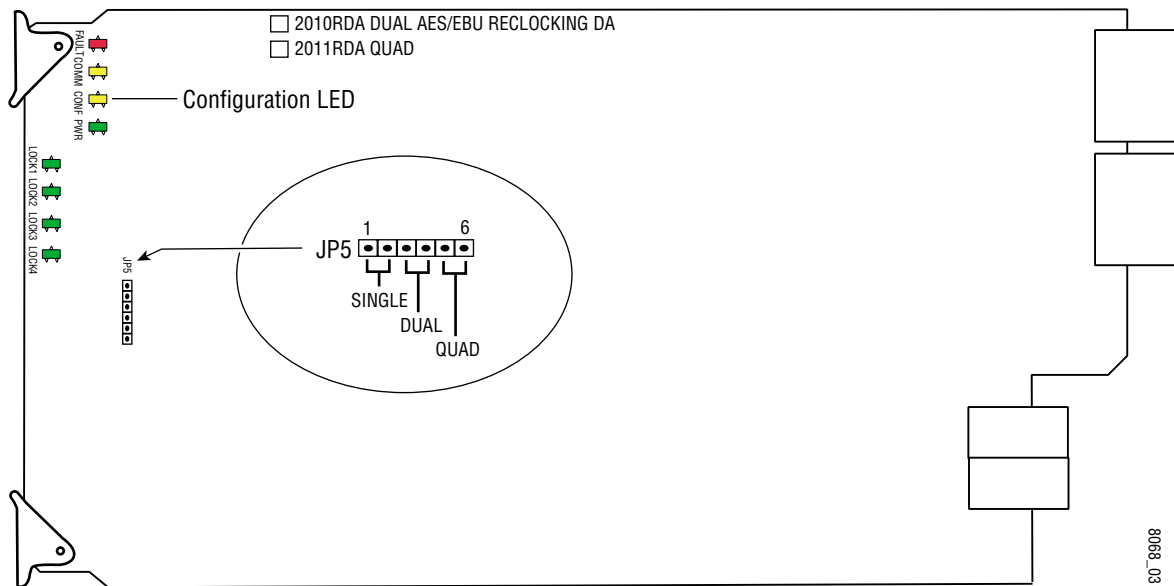 2010RDA DUAL AES/EBU RECLOCKING DA
2011RDA QUAD
FAULT
COMM
CONF
PWR
Configuration LED
LOCK1
LOCK2
LOCK3
LOCK4
JP5
1 6
JP5
SINGLE
DUAL
QUAD
8068_03